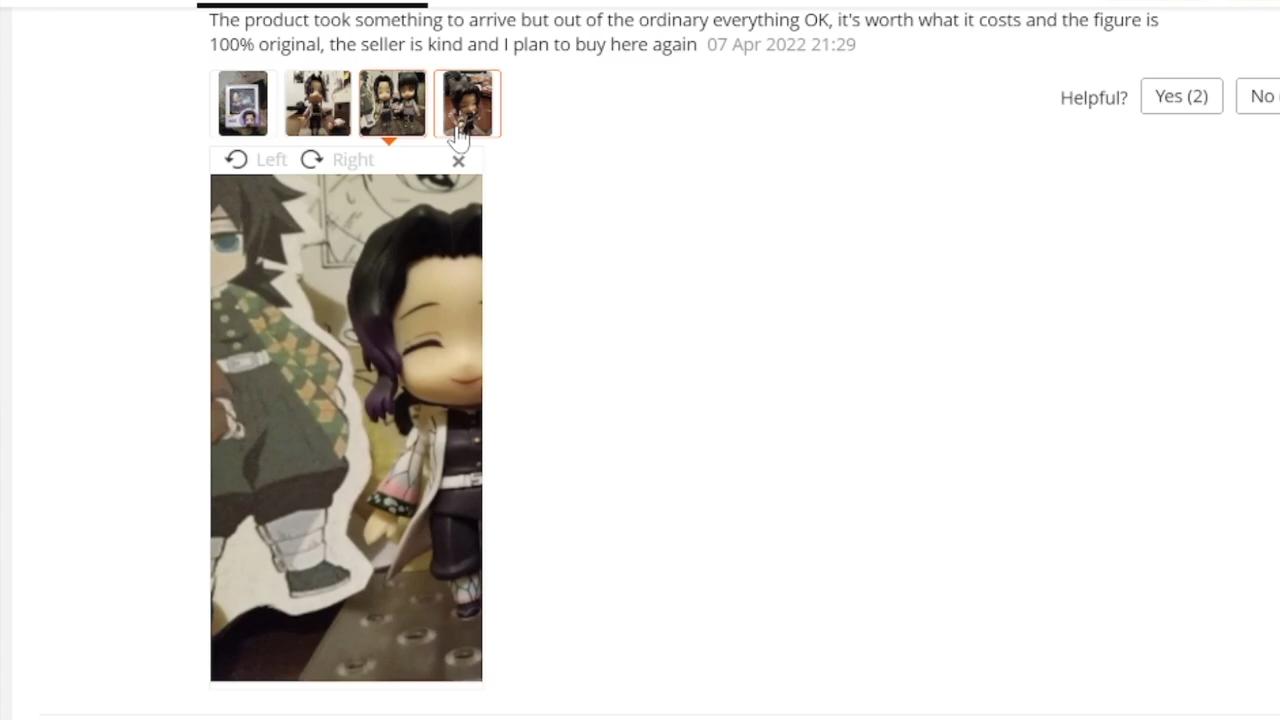 The product took something to arrive but out of the ordinary everything OK, it's worth what it costs and the figure is
100% original, the seller is kind and I plan to buy here again 07 Apr 2022 21:29
Helpful? Yes (2) No
Left Right